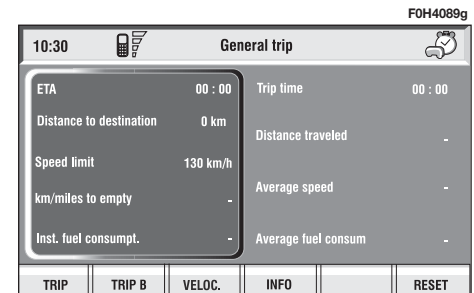 F0H4089g
10:30 General trip
ETA 00 : 00
Distance to destination 0 km
Speed limit 130 km/h
km/miles to empty -
Inst. fuel consumpt. -
Trip time 00 : 00
Distance traveled -
Average speed -
Average fuel consum -
TRIP TRIP B VELOC. INFO RESET